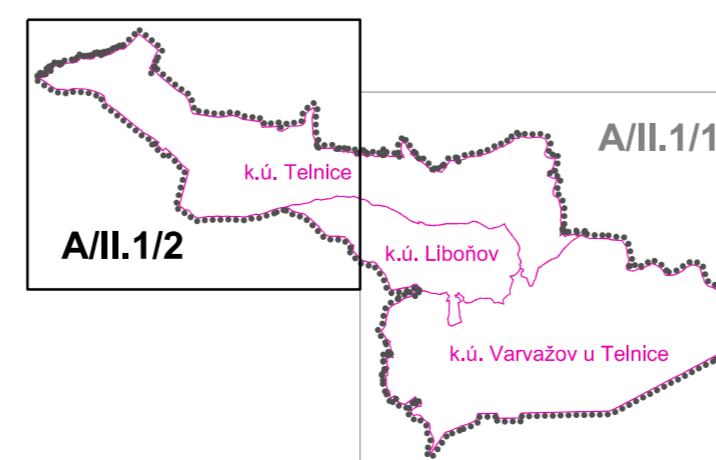 A/II.1/1
k.ú. Telnice
A/II.1/2
k.ú. Liboňov
k.ú. Varvažov u Telnice